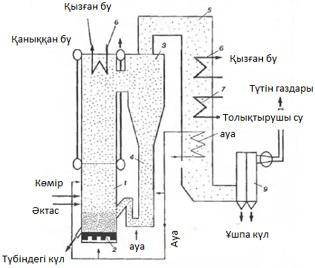 Қызған бу
Қаныққан бу
6
5
3
6
Қызған бу
Түтін газдары
7
Толықтырушы су
ауа
4
Көмір
1
9
Әктас
ауа
Ауа
Түбіндегі күл
2
Ұшпа күл